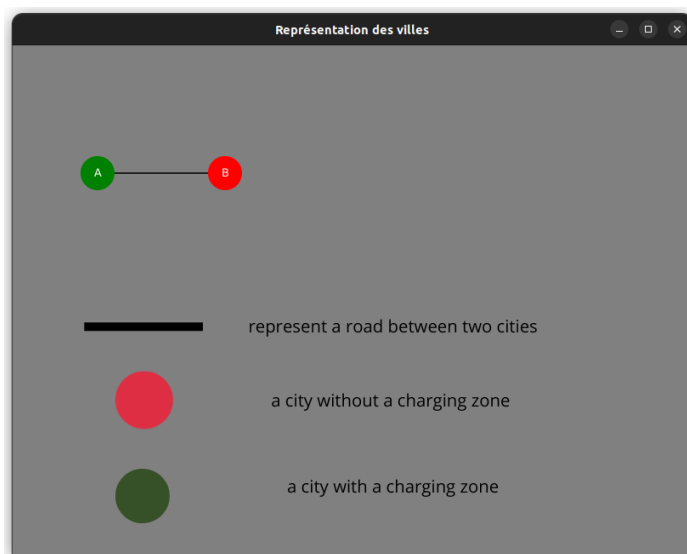 Représentation des villes
A
B
represent a road between two cities
a city without a charging zone
a city with a charging zone